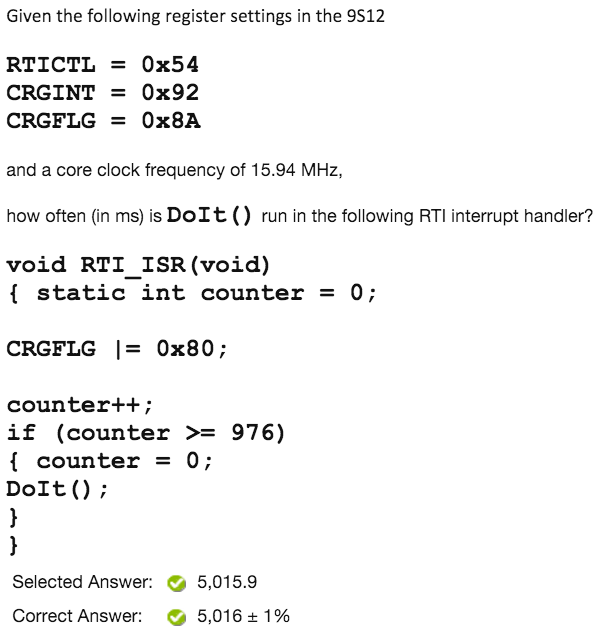 Given the following register settings in the 9S12
RTICTL = 0x54
CRGINT = 0x92
CRGFLG = 0x8A
and a core clock frequency of 15.94 MHz,
how often (in ms) is DoIt() run in the following RTI interrupt handler?
void RTI_ISR(void)
{ static int counter = 0;
CRGFLG |= 0x80;
counter++;
if (counter >= 976)
{ counter = 0;
DoIt();
}
}
Selected Answer: 5,015.9
Correct Answer: 5,016 ± 1%